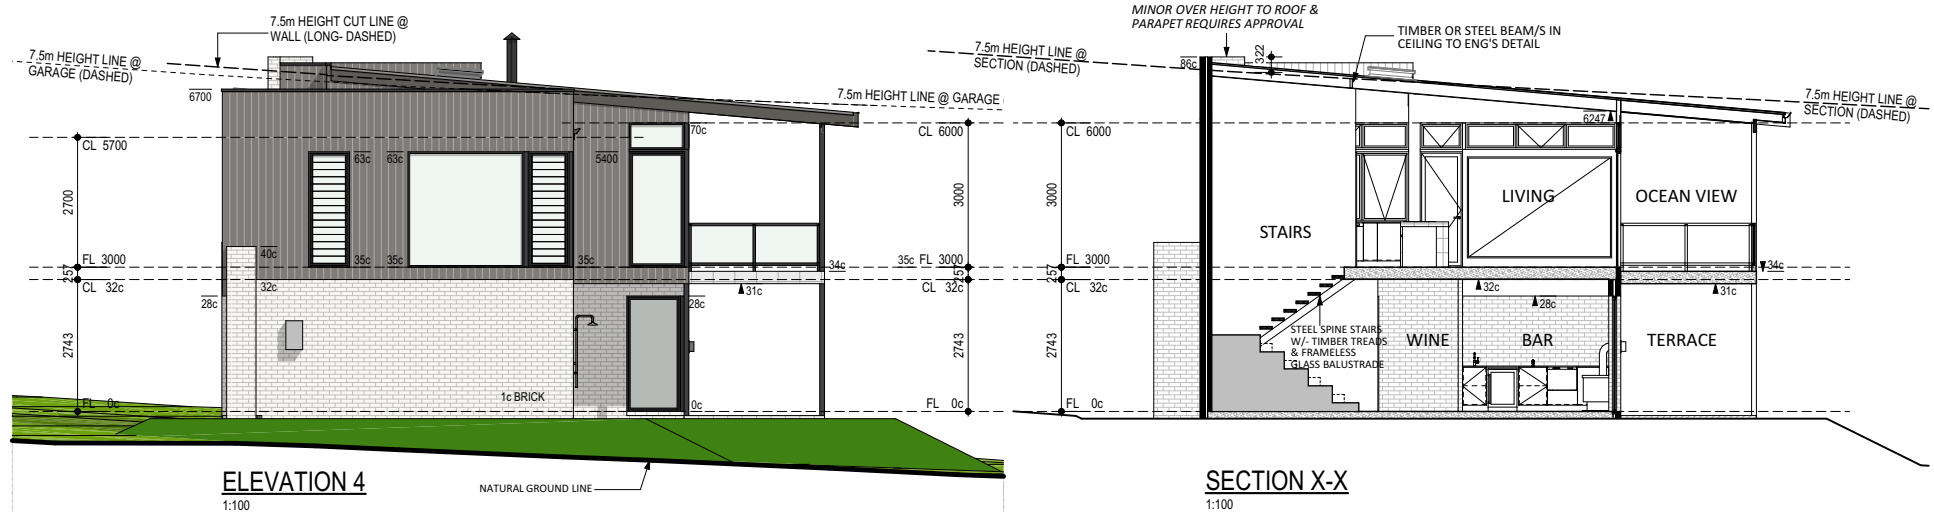 7.5m HEIGHT CUT LINE @
WALL (LONG- DASHED)
7.5m HEIGHT LINE @
GARAGE (DASHED)
6700
7.5m HEIGHT LINE @ GARAGE
CL 5700
CL 6000
70c
63c
63c
5400
2700
3000
40c
35c
35c
35c
34c
FL 3000
35c FL 3000
257
257
CL 32c
CL 32c
32c
31c
28c
28c
2743
2743
1c BRICK
FL 0c
0c
FL 0c
ELEVATION 4
1:100
NATURAL GROUND LINE
MINOR OVER HEIGHT TO ROOF &
PARAPET REQUIRES APPROVAL
TIMBER OR STEEL BEAM/S IN
CEILING TO ENG'S DETAIL
7.5m HEIGHT LINE @
SECTION (DASHED)
322
86c
7.5m HEIGHT LINE @
SECTION (DASHED)
6247
CL 6000
3000
LIVING
OCEAN VIEW
STAIRS
FL 3000
34c
257
CL 32c
32c
31c
28c
STEEL SPINE STAIRS
W/- TIMBER TREADS
& FRAMELESS
GLASS BALUSTRADE
WINE
BAR
TERRACE
2743
FL 0c
SECTION X-X
1:100